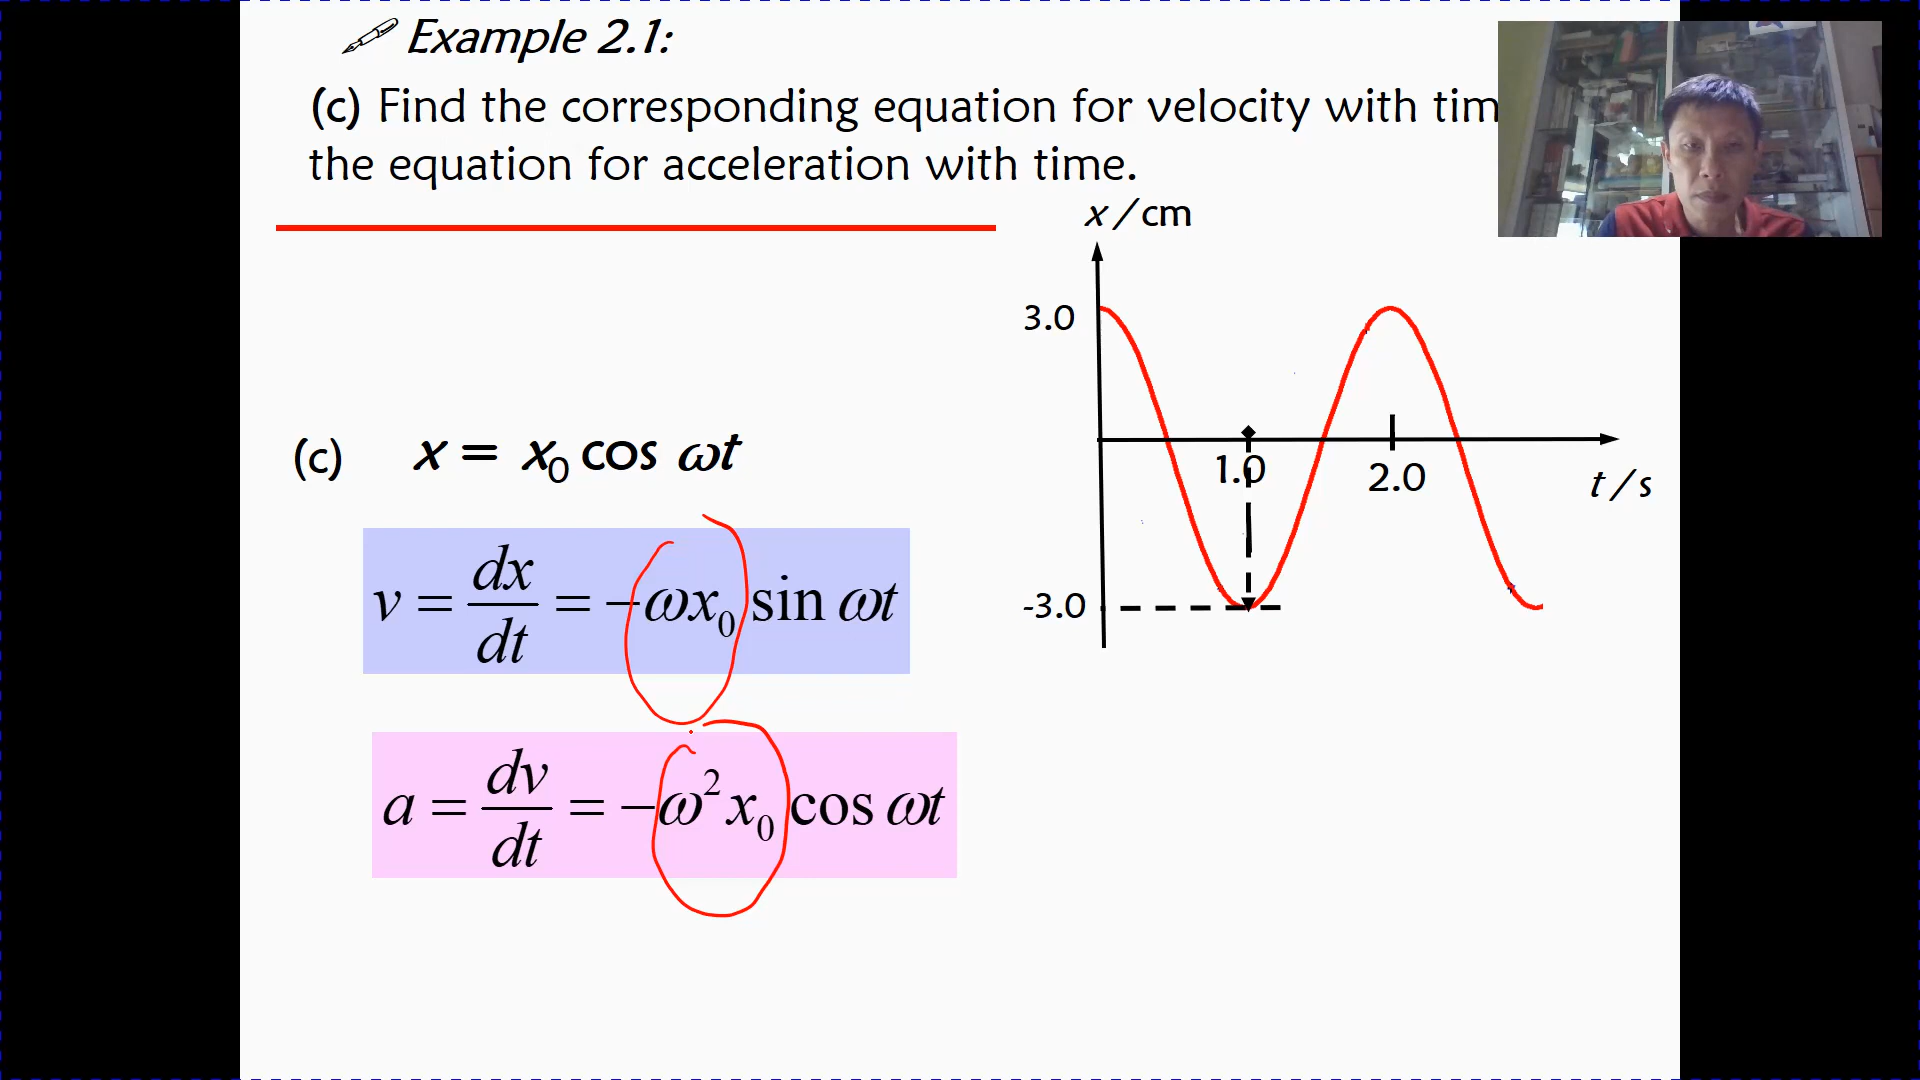 Example 2.1:
(c) Find the corresponding equation for velocity with tim
the equation for acceleration with time.
x / cm
3.0
1.0
2.0
t / s
-3.0
(c) x = x₀ cos ωt
v = dx/dt = −ωx₀ sin ωt
a = dv/dt = −ω²x₀ cos ωt